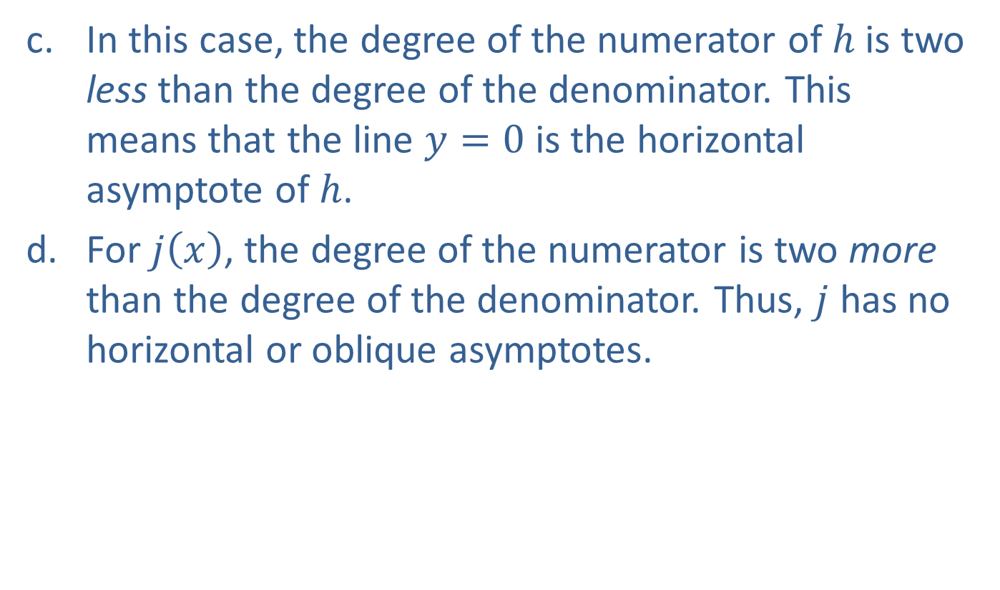 c. In this case, the degree of the numerator of h is two
less than the degree of the denominator. This
means that the line y = 0 is the horizontal
asymptote of h.
d. For j(x), the degree of the numerator is two more
than the degree of the denominator. Thus, j has no
horizontal or oblique asymptotes.